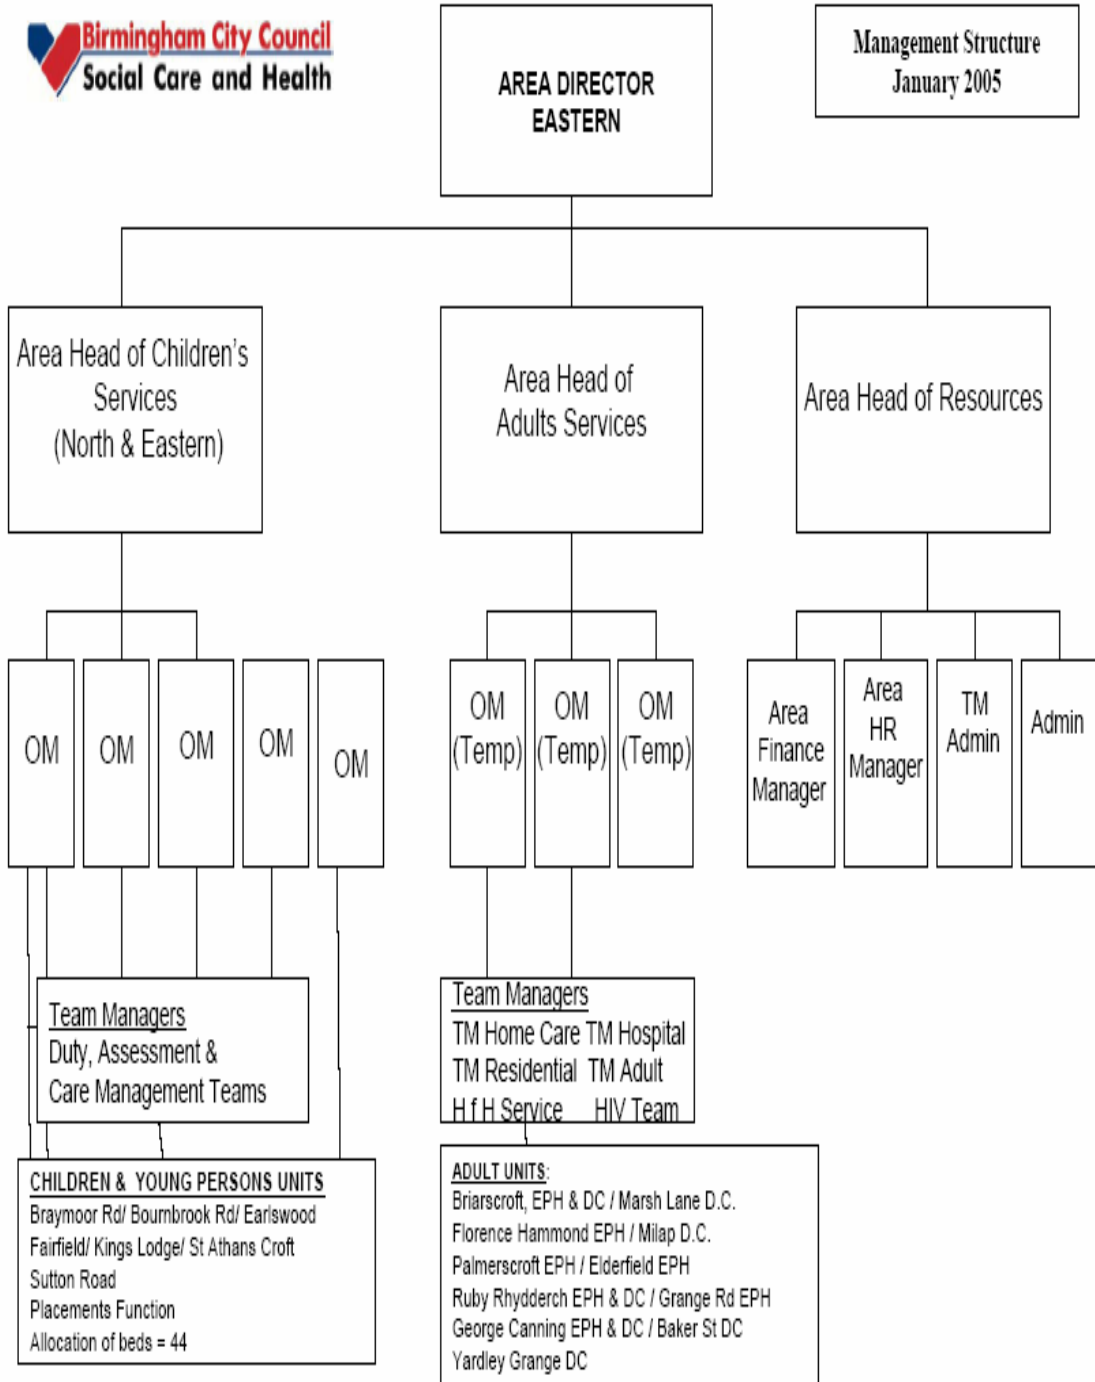 Birmingham City Council
Social Care and Health
AREA DIRECTOR
EASTERN
Management Structure
January 2005
Area Head of Children's
Services
(North & Eastern)
Area Head of
Adults Services
Area Head of Resources
OM
OM
OM
OM
OM
OM
(Temp)
OM
(Temp)
OM
(Temp)
Area
Finance
Manager
Area
HR
Manager
TM
Admin
Admin
Team Managers
Duty, Assessment &
Care Management Teams
Team Managers
TM Home Care TM Hospital
TM Residential TM Adult
H f H Service HIV Team
CHILDREN & YOUNG PERSONS UNITS
Braymoor Rd/ Bournbrook Rd/ Earlswood
Fairfield/ Kings Lodge/ St Athans Croft
Sutton Road
Placements Function
Allocation of beds = 44
ADULT UNITS:
Briarscroft, EPH & DC / Marsh Lane D.C.
Florence Hammond EPH / Milap D.C.
Palmerscroft EPH / Elderfield EPH
Ruby Rhydderch EPH & DC / Grange Rd EPH
George Canning EPH & DC / Baker St DC
Yardley Grange DC